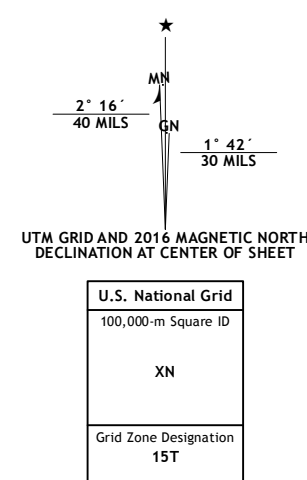 ★
MN
2° 16´
40 MILS
GN
1° 42´
30 MILS
UTM GRID AND 2016 MAGNETIC NORTH
DECLINATION AT CENTER OF SHEET
U.S. National Grid
100,000-m Square ID
XN
Grid Zone Designation
15T